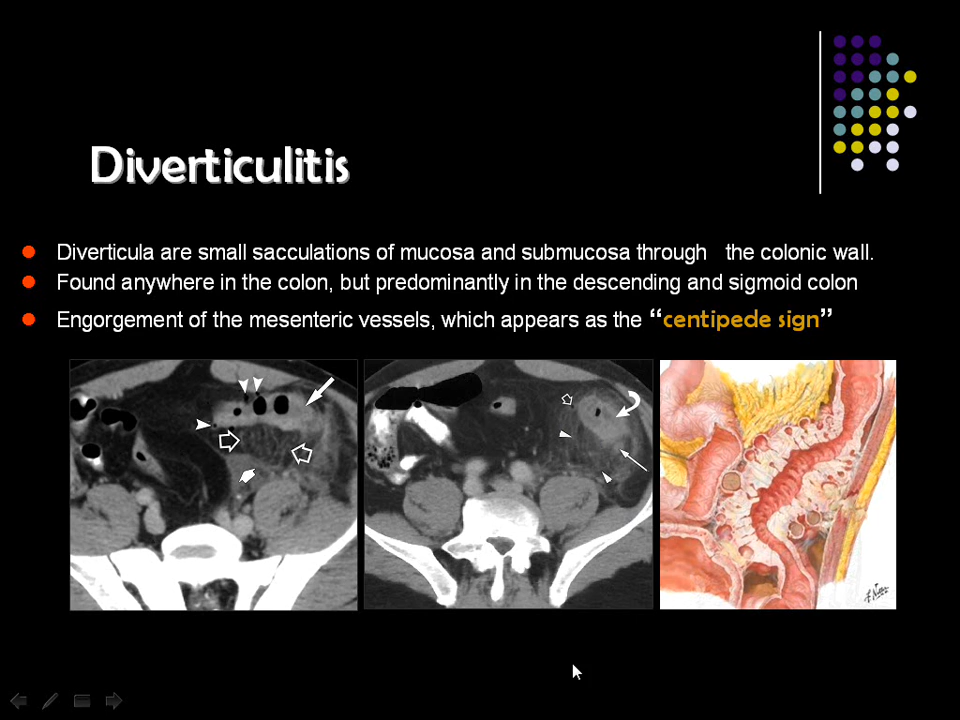 Diverticulitis
Diverticula are small sacculations of mucosa and submucosa through the colonic wall.
Found anywhere in the colon, but predominantly in the descending and sigmoid colon
Engorgement of the mesenteric vessels, which appears as the “centipede sign”